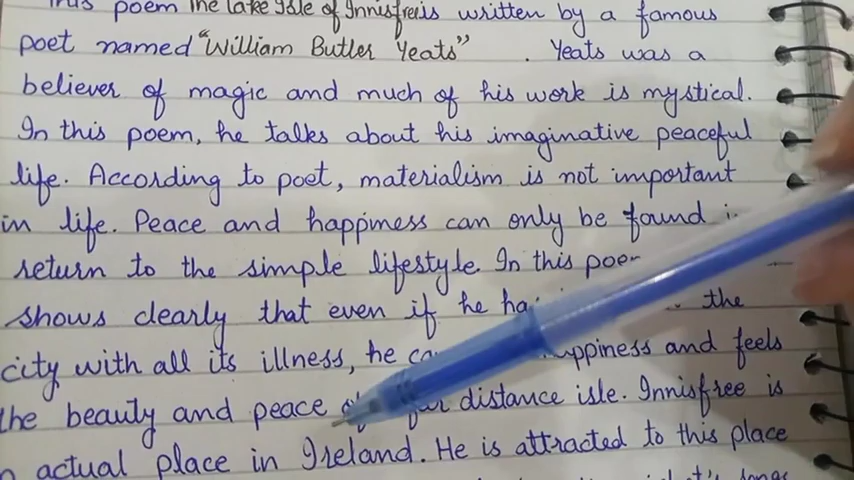 This poem The Lake Isle of Innisfree is written by a famous
poet named "William Butler Yeats" . Yeats was a
believer of magic and much of his work is mystical.
In this poem, he talks about his imaginative peaceful
life. According to poet, materialism is not important
in life. Peace and happiness can only be found
return to the simple lifestyle. In this
shows clearly that even if he the
city with all its illness, he happiness and feels
the beauty and peace distance isle. Innisfree is
actual place in Ireland. He is attracted to this place